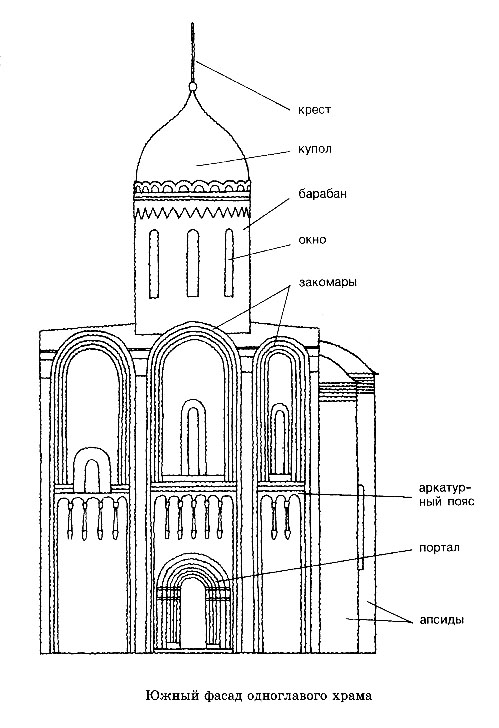 крест
купол
барабан
окно
закомары
аркатур-
ный пояс
портал
апсиды
Южный фасад одноглавого храма